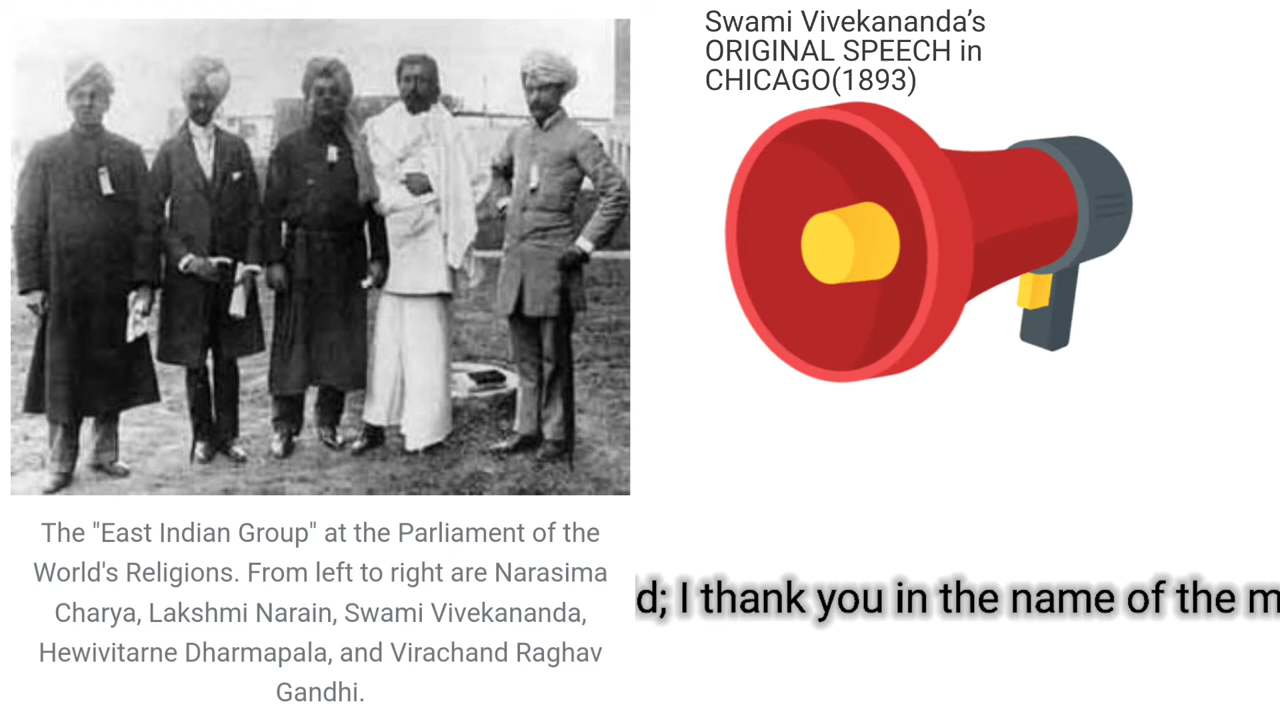 Swami Vivekananda’s
ORIGINAL SPEECH in
CHICAGO(1893)
The "East Indian Group" at the Parliament of the
World's Religions. From left to right are Narasima
Charya, Lakshmi Narain, Swami Vivekananda,
Hewivitarne Dharmapala, and Virachand Raghav
Gandhi.
d; I thank you in the name of the m